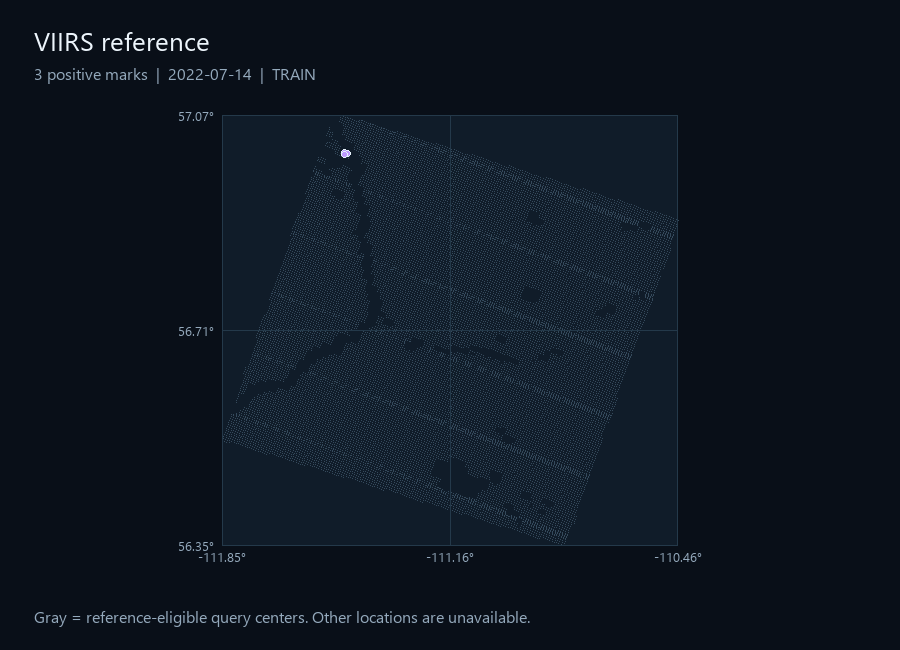 VIIRS reference
3 positive marks | 2022-07-14 | TRAIN
57.07°
56.71°
56.35°
-111.85° -111.16° -110.46°
Gray = reference-eligible query centers. Other locations are unavailable.